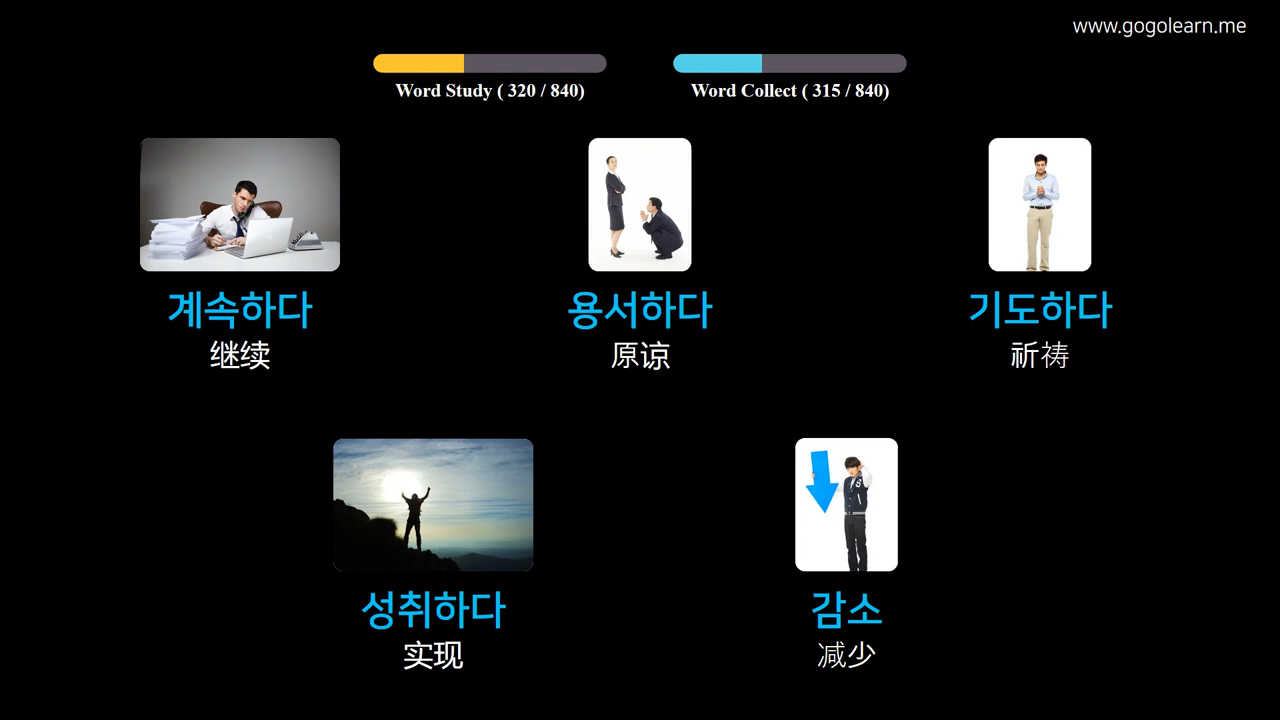 www.gogolearn.me
Word Study ( 320 / 840)
Word Collect ( 315 / 840)
계속하다
继续
용서하다
原谅
기도하다
祈祷
성취하다
实现
감소
减少